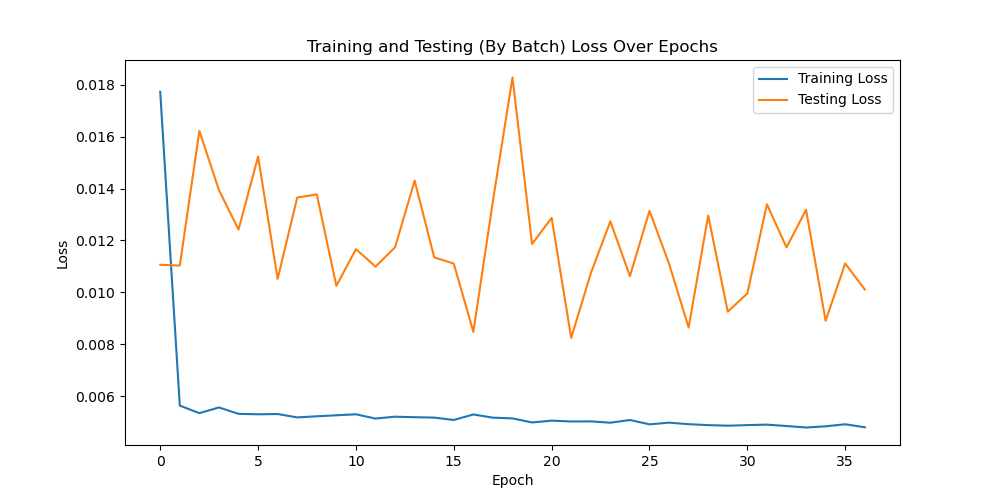 Training and Testing (By Batch) Loss Over Epochs
Training Loss
Testing Loss
0.018
0.016
0.014
0.012
0.010
0.008
0.006
Loss
0 5 10 15 20 25 30 35
Epoch